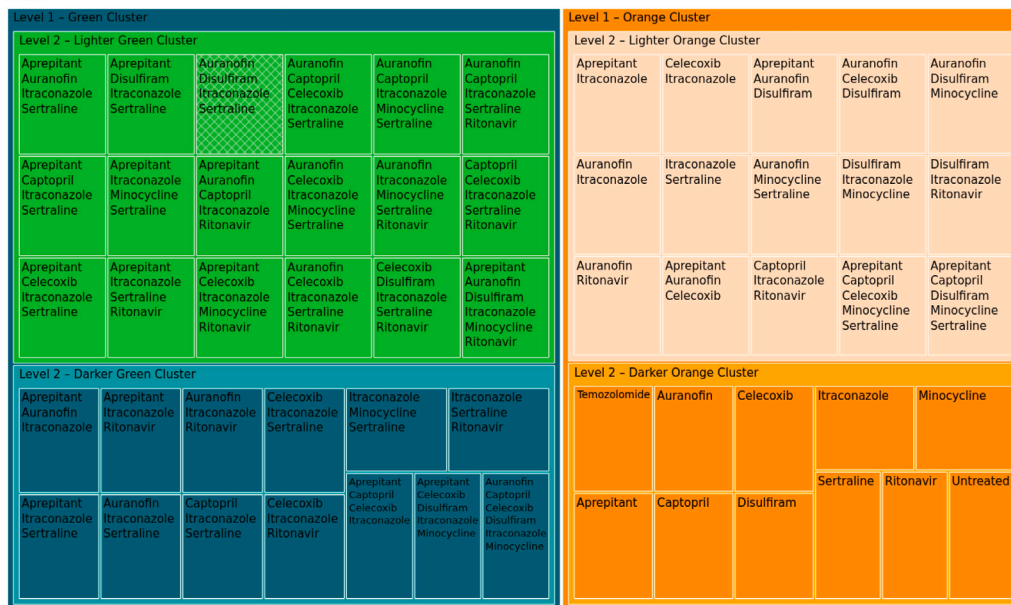 Level 1 – Green Cluster
Level 2 – Lighter Green Cluster
Aprepitant
Auranofin
Itraconazole
Sertraline
Aprepitant
Disulfiram
Itraconazole
Sertraline
Auranofin
Disulfiram
Itraconazole
Sertraline
Auranofin
Captopril
Celecoxib
Itraconazole
Sertraline
Auranofin
Captopril
Itraconazole
Minocycline
Sertraline
Auranofin
Captopril
Itraconazole
Sertraline
Ritonavir
Aprepitant
Captopril
Itraconazole
Sertraline
Aprepitant
Itraconazole
Minocycline
Sertraline
Aprepitant
Auranofin
Captopril
Itraconazole
Ritonavir
Auranofin
Celecoxib
Itraconazole
Minocycline
Sertraline
Auranofin
Itraconazole
Minocycline
Sertraline
Ritonavir
Captopril
Celecoxib
Itraconazole
Sertraline
Ritonavir
Aprepitant
Celecoxib
Itraconazole
Sertraline
Aprepitant
Itraconazole
Sertraline
Ritonavir
Aprepitant
Celecoxib
Itraconazole
Minocycline
Ritonavir
Auranofin
Celecoxib
Itraconazole
Sertraline
Ritonavir
Celecoxib
Disulfiram
Itraconazole
Sertraline
Ritonavir
Aprepitant
Auranofin
Disulfiram
Itraconazole
Minocycline
Ritonavir
Level 2 – Darker Green Cluster
Aprepitant
Auranofin
Itraconazole
Aprepitant
Itraconazole
Ritonavir
Auranofin
Itraconazole
Ritonavir
Celecoxib
Itraconazole
Sertraline
Itraconazole
Minocycline
Sertraline
Itraconazole
Sertraline
Ritonavir
Aprepitant
Itraconazole
Sertraline
Auranofin
Itraconazole
Sertraline
Captopril
Itraconazole
Sertraline
Celecoxib
Itraconazole
Ritonavir
Aprepitant
Captopril
Celecoxib
Itraconazole
Aprepitant
Celecoxib
Disulfiram
Itraconazole
Minocycline
Auranofin
Captopril
Celecoxib
Disulfiram
Itraconazole
Minocycline
Level 1 – Orange Cluster
Level 2 – Lighter Orange Cluster
Aprepitant
Itraconazole
Celecoxib
Itraconazole
Aprepitant
Auranofin
Disulfiram
Auranofin
Celecoxib
Disulfiram
Auranofin
Disulfiram
Minocycline
Auranofin
Itraconazole
Itraconazole
Sertraline
Auranofin
Minocycline
Sertraline
Disulfiram
Itraconazole
Minocycline
Disulfiram
Itraconazole
Ritonavir
Auranofin
Ritonavir
Aprepitant
Auranofin
Celecoxib
Captopril
Itraconazole
Ritonavir
Aprepitant
Captopril
Celecoxib
Minocycline
Sertraline
Aprepitant
Captopril
Disulfiram
Minocycline
Sertraline
Level 2 – Darker Orange Cluster
Temozolomide
Auranofin
Celecoxib
Itraconazole
Minocycline
Aprepitant
Captopril
Disulfiram
Sertraline
Ritonavir
Untreated